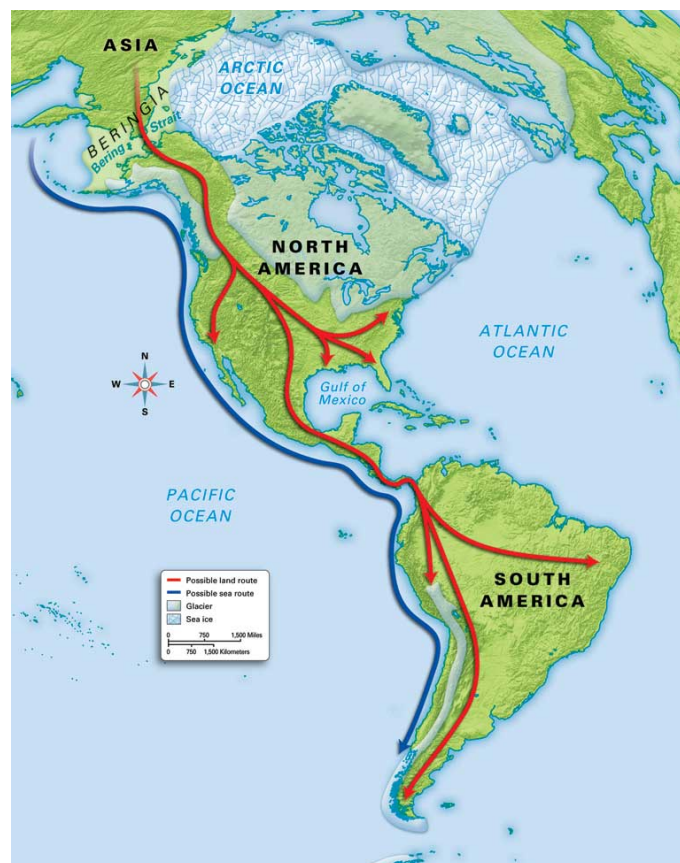 ASIA
ARCTIC
OCEAN
BERINGIA
Bering Strait
NORTH
AMERICA
ATLANTIC
OCEAN
Gulf of
Mexico
N
W E
S
PACIFIC
OCEAN
SOUTH
AMERICA
Possible land route
Possible sea route
Glacier
Sea ice
0 750 1,500 Miles
0 750 1,500 Kilometers